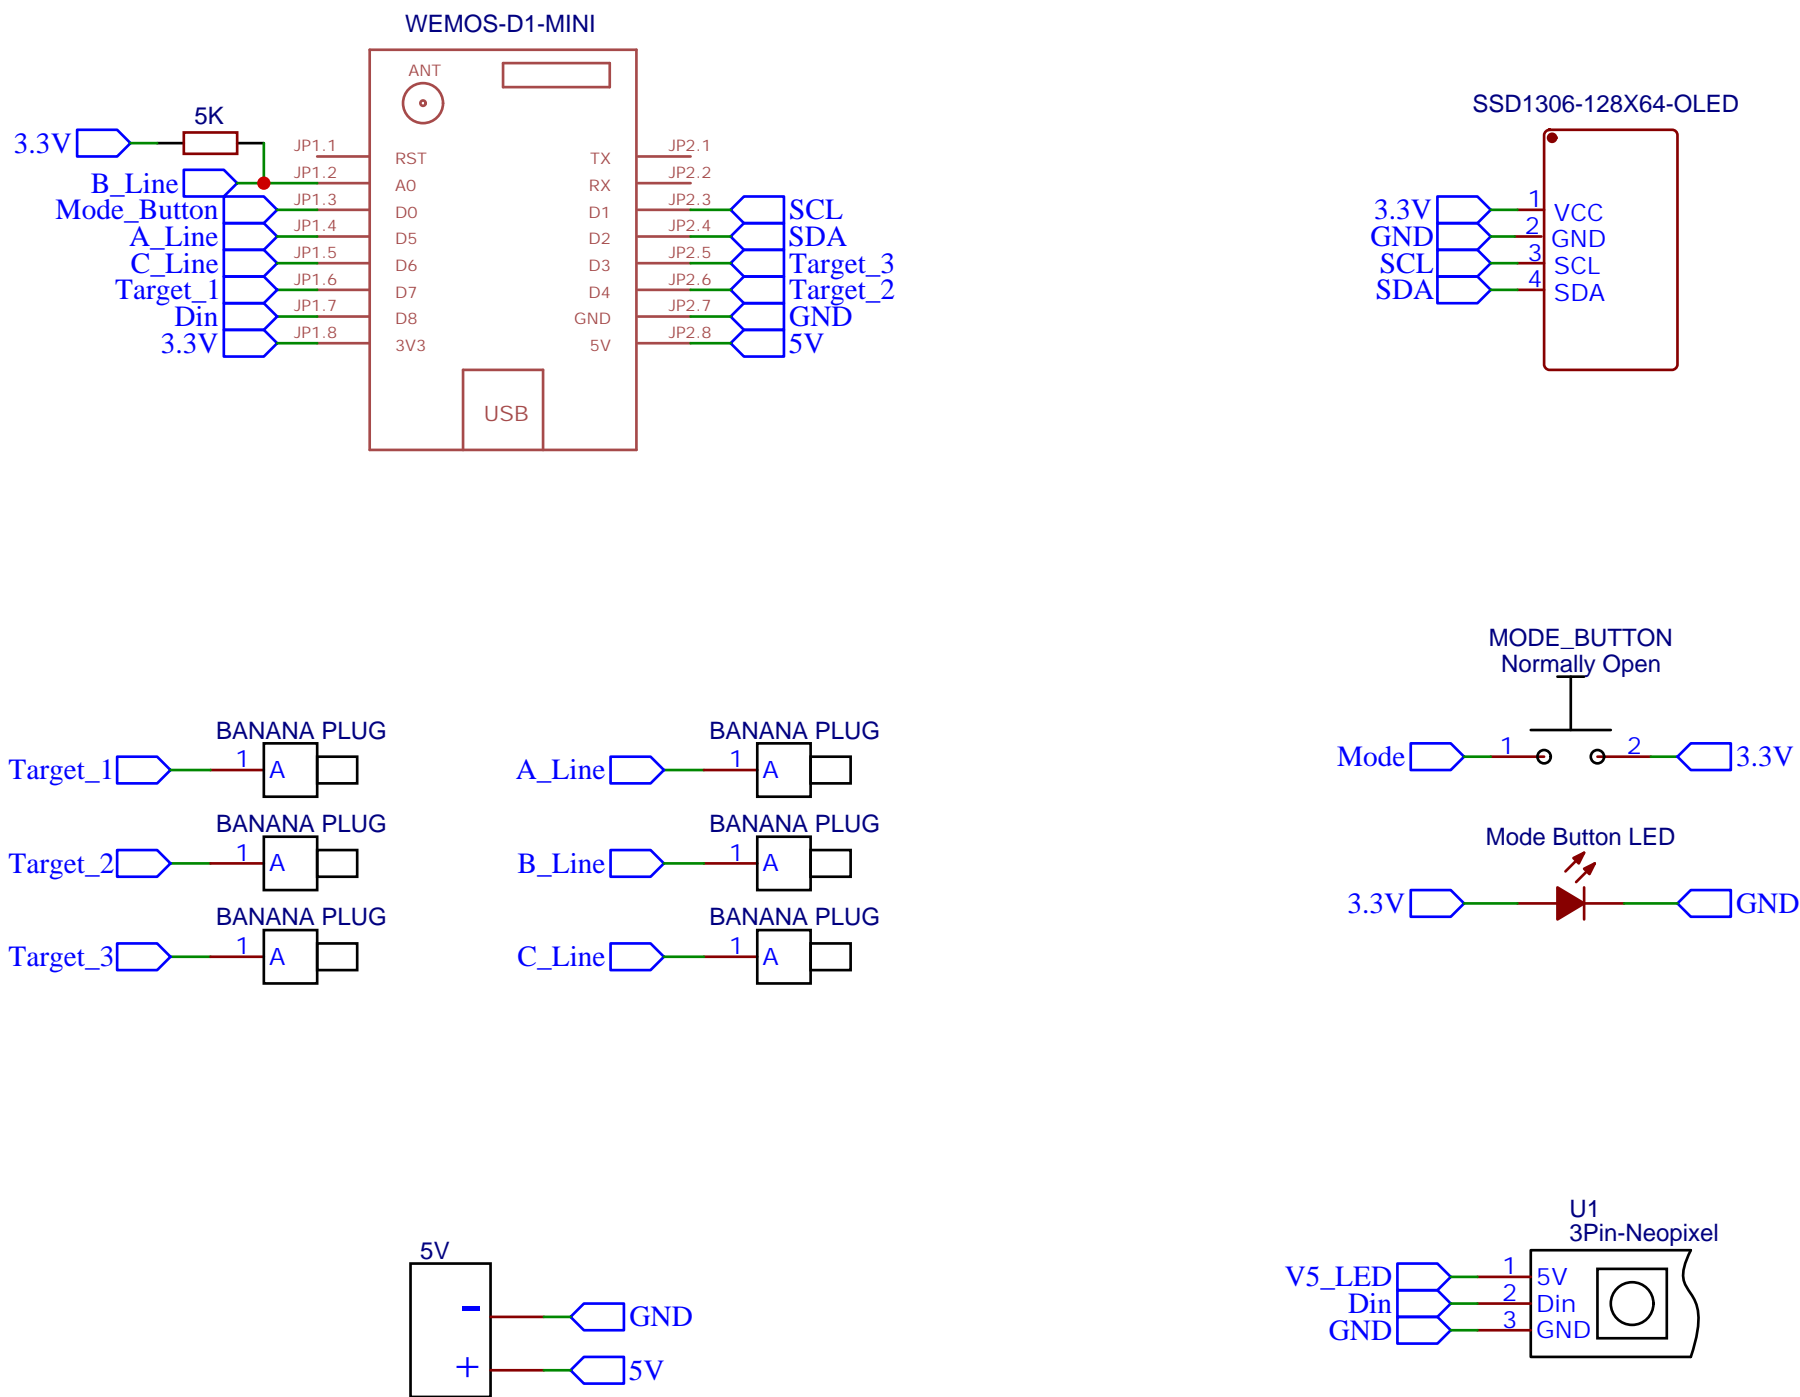 WEMOS-D1-MINI
ANT
5K
3.3V
B_Line
Mode_Button
A_Line
C_Line
Target_1
Din
3.3V
JP1.1
JP1.2
JP1.3
JP1.4
JP1.5
JP1.6
JP1.7
JP1.8
RST
A0
D0
D5
D6
D7
D8
3V3
TX
RX
D1
D2
D3
D4
GND
5V
JP2.1
JP2.2
JP2.3
JP2.4
JP2.5
JP2.6
JP2.7
JP2.8
SCL
SDA
Target_3
Target_2
GND
5V
USB
SSD1306-128X64-OLED
3.3V 1 VCC
GND 2 GND
SCL 3 SCL
SDA 4 SDA
MODE_BUTTON
Normally Open
Mode 1 2 3.3V
Mode Button LED
3.3V GND
BANANA PLUG
Target_1 1 A
BANANA PLUG
Target_2 1 A
BANANA PLUG
Target_3 1 A
BANANA PLUG
A_Line 1 A
BANANA PLUG
B_Line 1 A
BANANA PLUG
C_Line 1 A
5V
- GND
+ 5V
U1
3Pin-Neopixel
V5_LED 1 5V
Din 2 Din
GND 3 GND